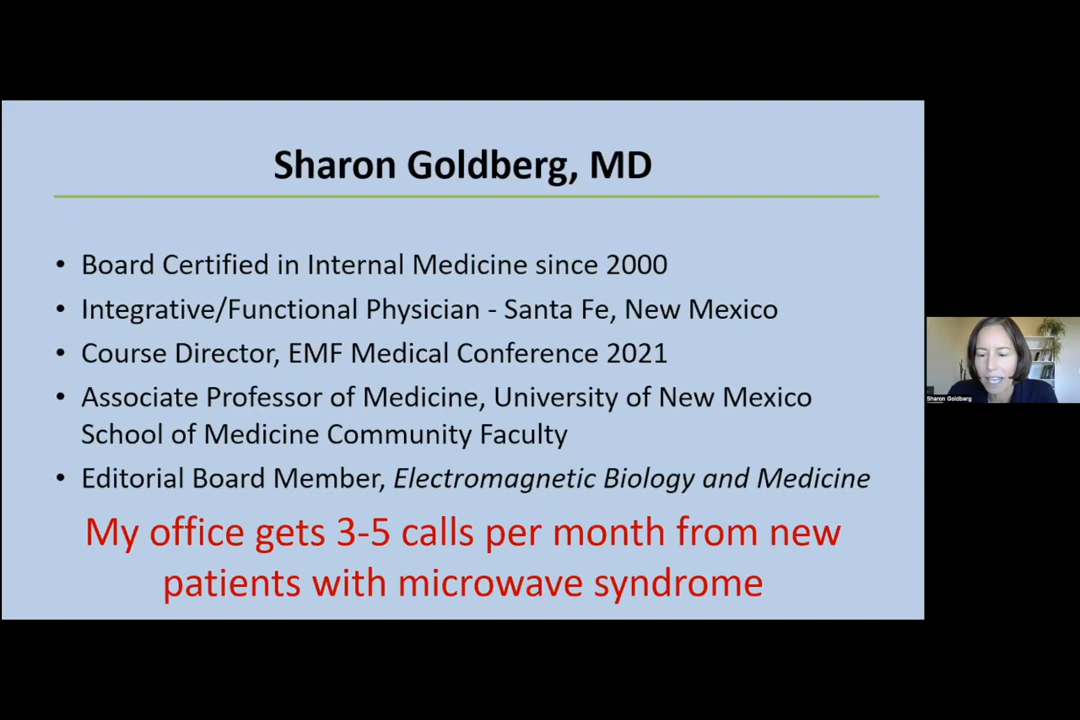 Sharon Goldberg, MD
• Board Certified in Internal Medicine since 2000
• Integrative/Functional Physician - Santa Fe, New Mexico
• Course Director, EMF Medical Conference 2021
• Associate Professor of Medicine, University of New Mexico
School of Medicine Community Faculty
• Editorial Board Member, Electromagnetic Biology and Medicine
My office gets 3-5 calls per month from new
patients with microwave syndrome
Sharon Goldberg